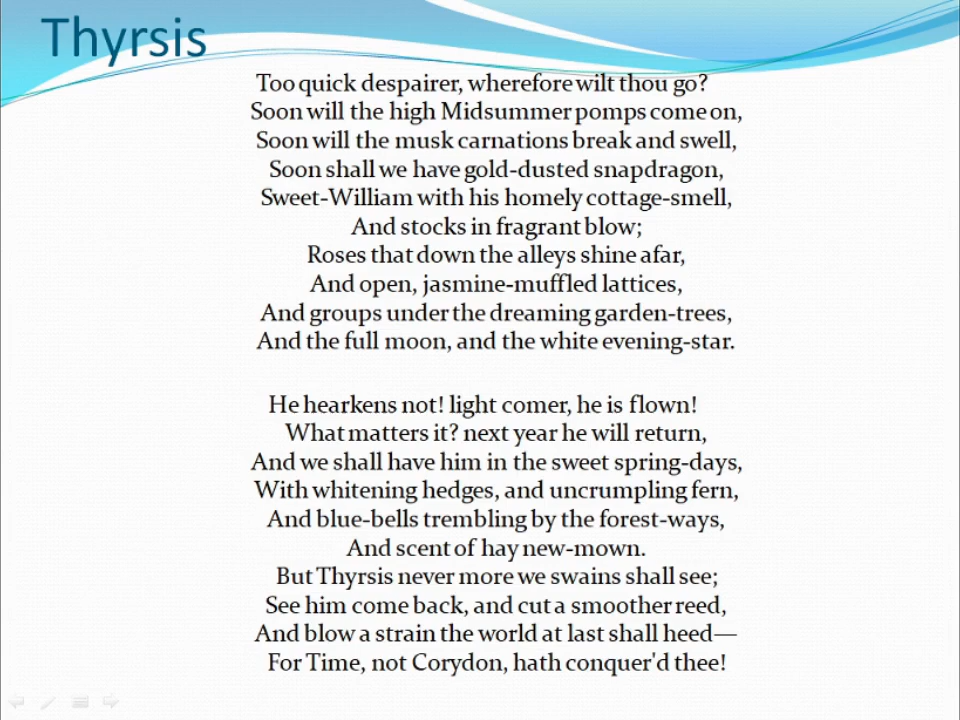 Thyrsis
Too quick despairer, wherefore wilt thou go?
Soon will the high Midsummer pomps come on,
Soon will the musk carnations break and swell,
Soon shall we have gold-dusted snapdragon,
Sweet-William with his homely cottage-smell,
And stocks in fragrant blow;
Roses that down the alleys shine afar,
And open, jasmine-muffled lattices,
And groups under the dreaming garden-trees,
And the full moon, and the white evening-star.
He hearkens not! light comer, he is flown!
What matters it? next year he will return,
And we shall have him in the sweet spring-days,
With whitening hedges, and uncrumpling fern,
And blue-bells trembling by the forest-ways,
And scent of hay new-mown.
But Thyrsis never more we swains shall see;
See him come back, and cut a smoother reed,
And blow a strain the world at last shall heed—
For Time, not Corydon, hath conquer'd thee!